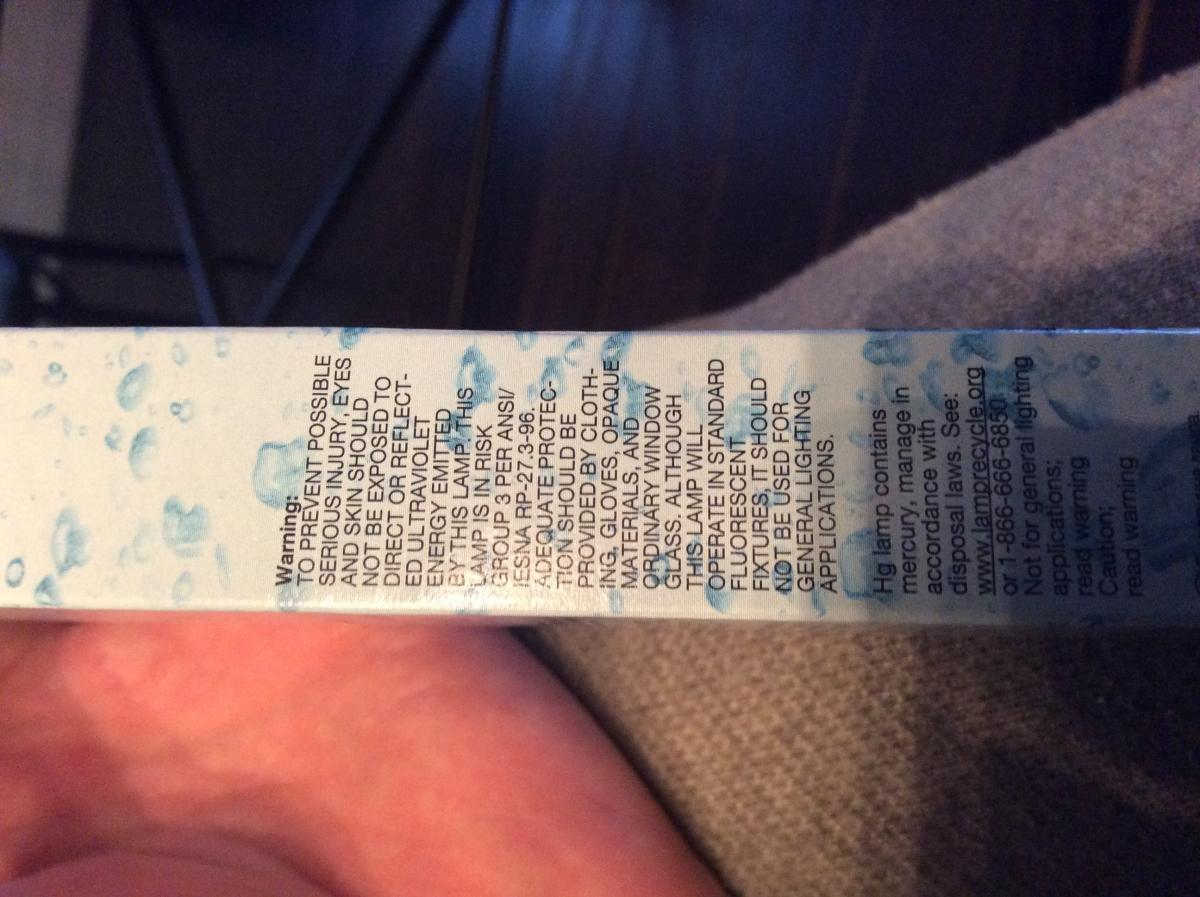 Warning:
TO PREVENT POSSIBLE
SERIOUS INJURY, EYES
AND SKIN SHOULD
NOT BE EXPOSED TO
DIRECT OR REFLECT-
ED ULTRAVIOLET
ENERGY EMITTED
BY THIS LAMP. THIS
LAMP IS IN RISK
GROUP 3 PER ANSI/
IESNA RIP-27.3-96.
ADEQUATE PROTEC-
TION SHOULD BE
PROVIDED BY CLOTH-
ING, GLOVES, OPAQUE
MATERIALS, AND
ORDINARY WINDOW
GLASS. ALTHOUGH
THIS LAMP WILL
OPERATE IN STANDARD
FLUORESCENT
FIXTURES, IT SHOULD
NOT BE USED FOR
GENERAL LIGHTING
APPLICATIONS.
Hg lamp contains
mercury, manage in
accordance with
disposal laws. See:
www.lamprecycle.org
or 1-866-666-6850
Not for general lighting
applications;
read warning
Caution;
read warning